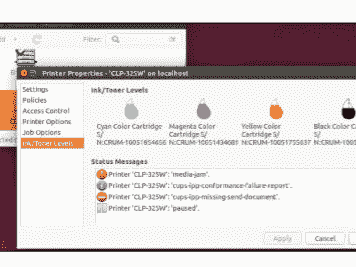 Filter:
Printer Properties - 'CLP-325W' on localhost
Settings
Policies
Access Control
Printer Options
Job Options
Ink/Toner Levels
Ink/Toner Levels
Cyan Color Cartridge Magenta Color Yellow Color Black Color
S/ Cartridge S/ Cartridge S/ S/
Status Messages
Printer 'CLP-325W': 'media-jam'.
Printer 'CLP-325W': 'cups-ipp-conformance-failure-report'.
Printer 'CLP-325W': 'cups-ipp-missing-send-document'.
Printer 'CLP-325W': 'paused'.
Apply Cancel